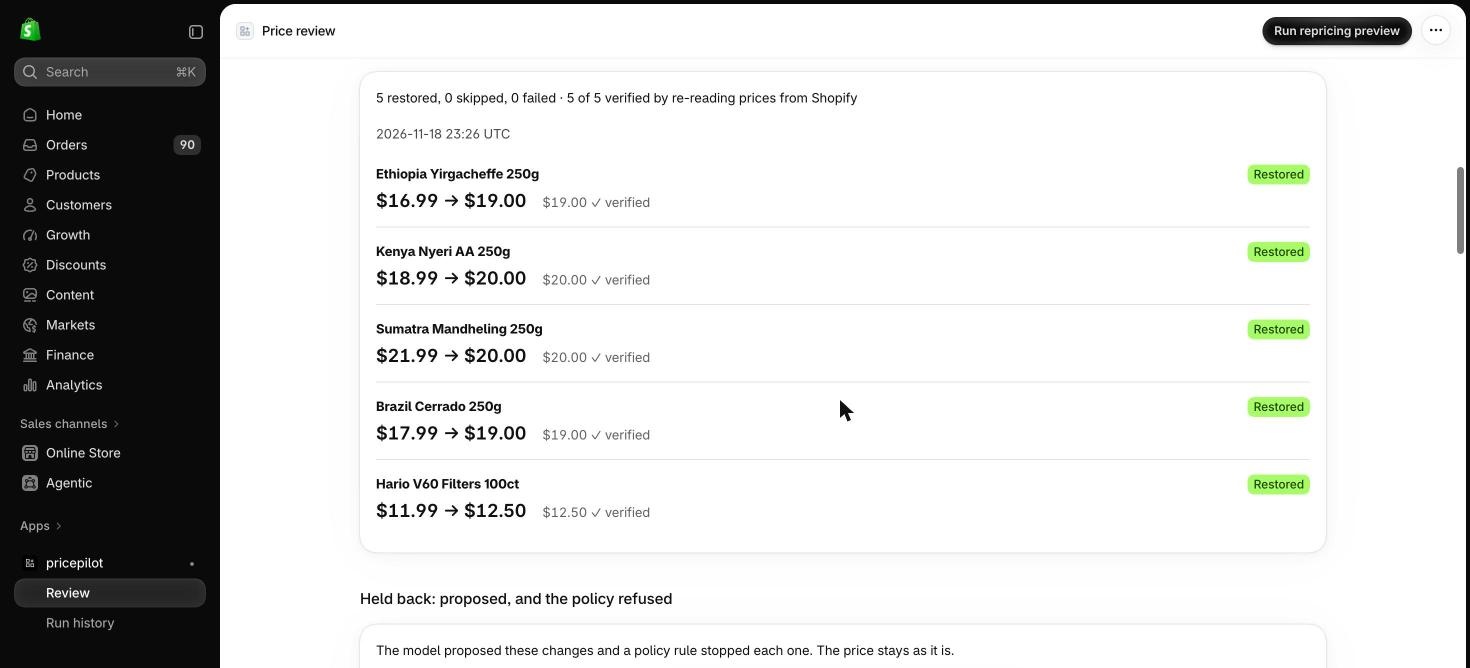 Price review
Run repricing preview
Search
⌘K
Home
Orders
90
Products
Customers
Growth
Discounts
Content
Markets
Finance
Analytics
Sales channels
Online Store
Agentic
Apps
pricepilot
Review
Run history
5 restored, 0 skipped, 0 failed · 5 of 5 verified by re-reading prices from Shopify
2026-11-18 23:26 UTC
Ethiopia Yirgacheffe 250g
Restored
$16.99 → $19.00 $19.00 ✓ verified
Kenya Nyeri AA 250g
Restored
$18.99 → $20.00 $20.00 ✓ verified
Sumatra Mandheling 250g
Restored
$21.99 → $20.00 $20.00 ✓ verified
Brazil Cerrado 250g
Restored
$17.99 → $19.00 $19.00 ✓ verified
Hario V60 Filters 100ct
Restored
$11.99 → $12.50 $12.50 ✓ verified
Held back: proposed, and the policy refused
The model proposed these changes and a policy rule stopped each one. The price stays as it is.